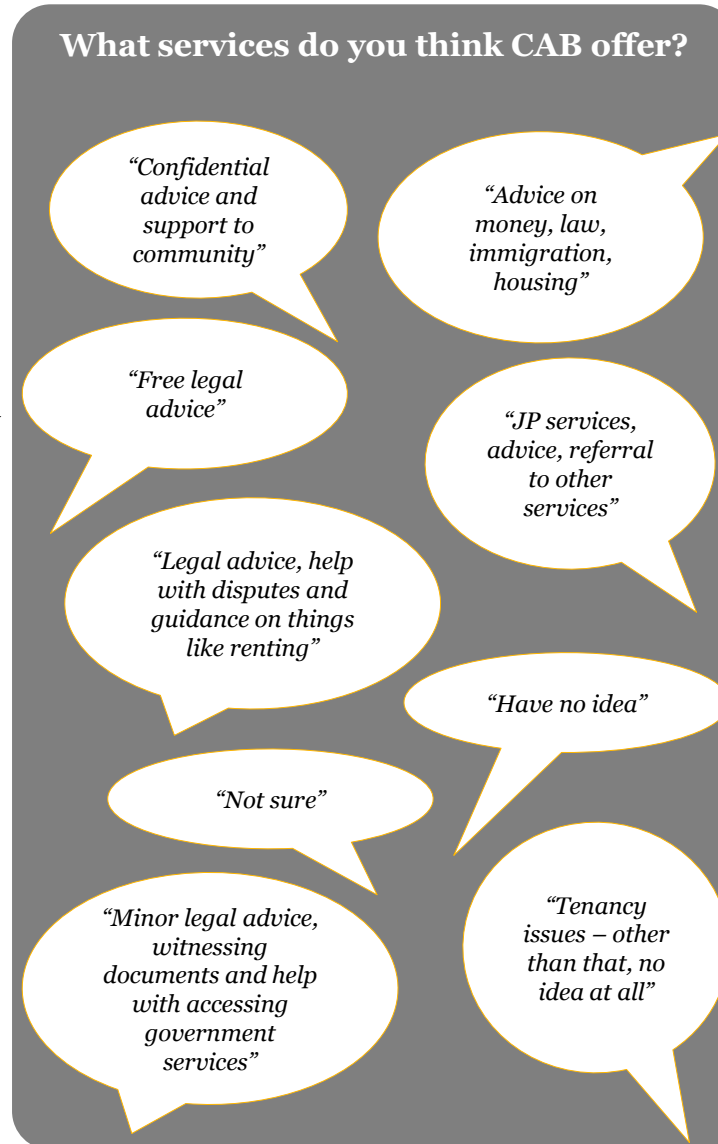 What services do you think CAB offer?
“Confidential
advice and
support to
community”
“Advice on
money, law,
immigration,
housing”
“Free legal
advice”
“JP services,
advice, referral
to other
services”
“Legal advice, help
with disputes and
guidance on things
like renting”
“Have no idea”
“Not sure”
“Tenancy
issues – other
than that, no
idea at all”
“Minor legal advice,
witnessing
documents and help
with accessing
government
services”